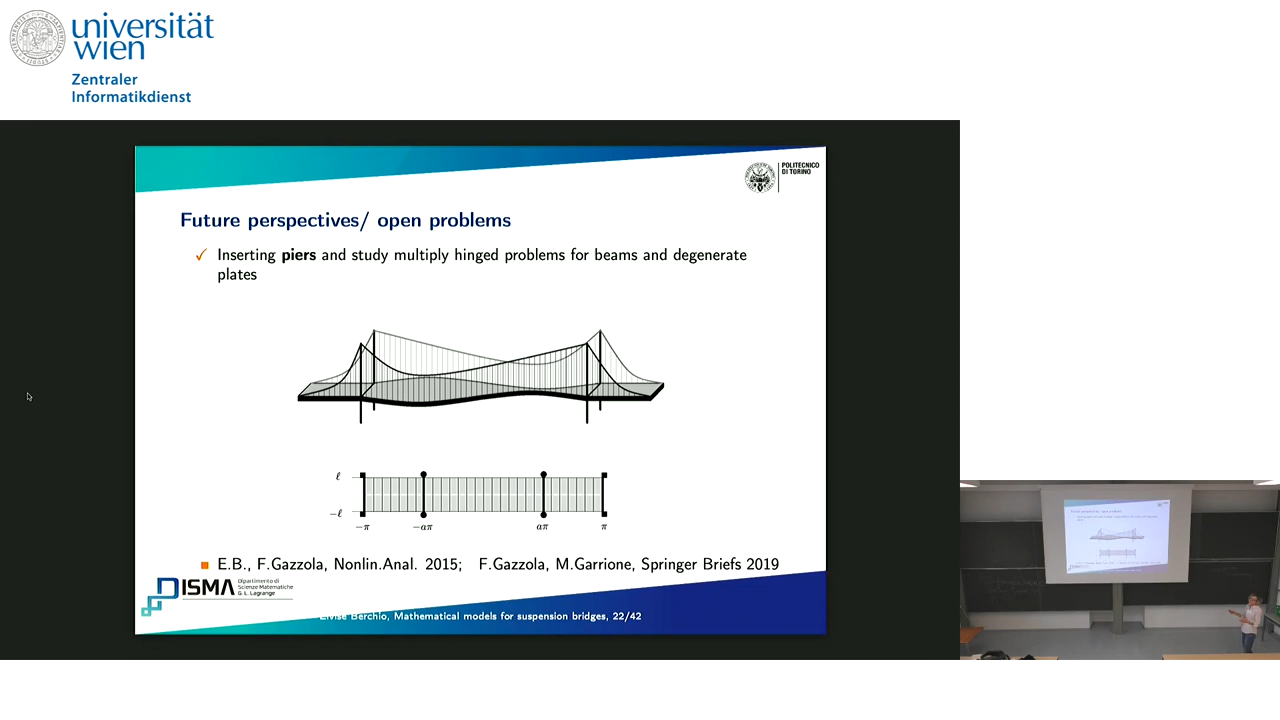 universität
wien
Zentraler
Informatikdienst
POLITECNICO
DI TORINO
Future perspectives/ open problems
✓ Inserting piers and study multiply hinged problems for beams and degenerate
plates
ℓ
−ℓ
−π −aπ aπ π
E.B., F.Gazzola, Nonlin.Anal. 2015; F.Gazzola, M.Garrione, Springer Briefs 2019
DISMA
Dipartimento di
Scienze Matematiche
G. L. Lagrange
Elvise Berchio, Mathematical models for suspension bridges, 22/42